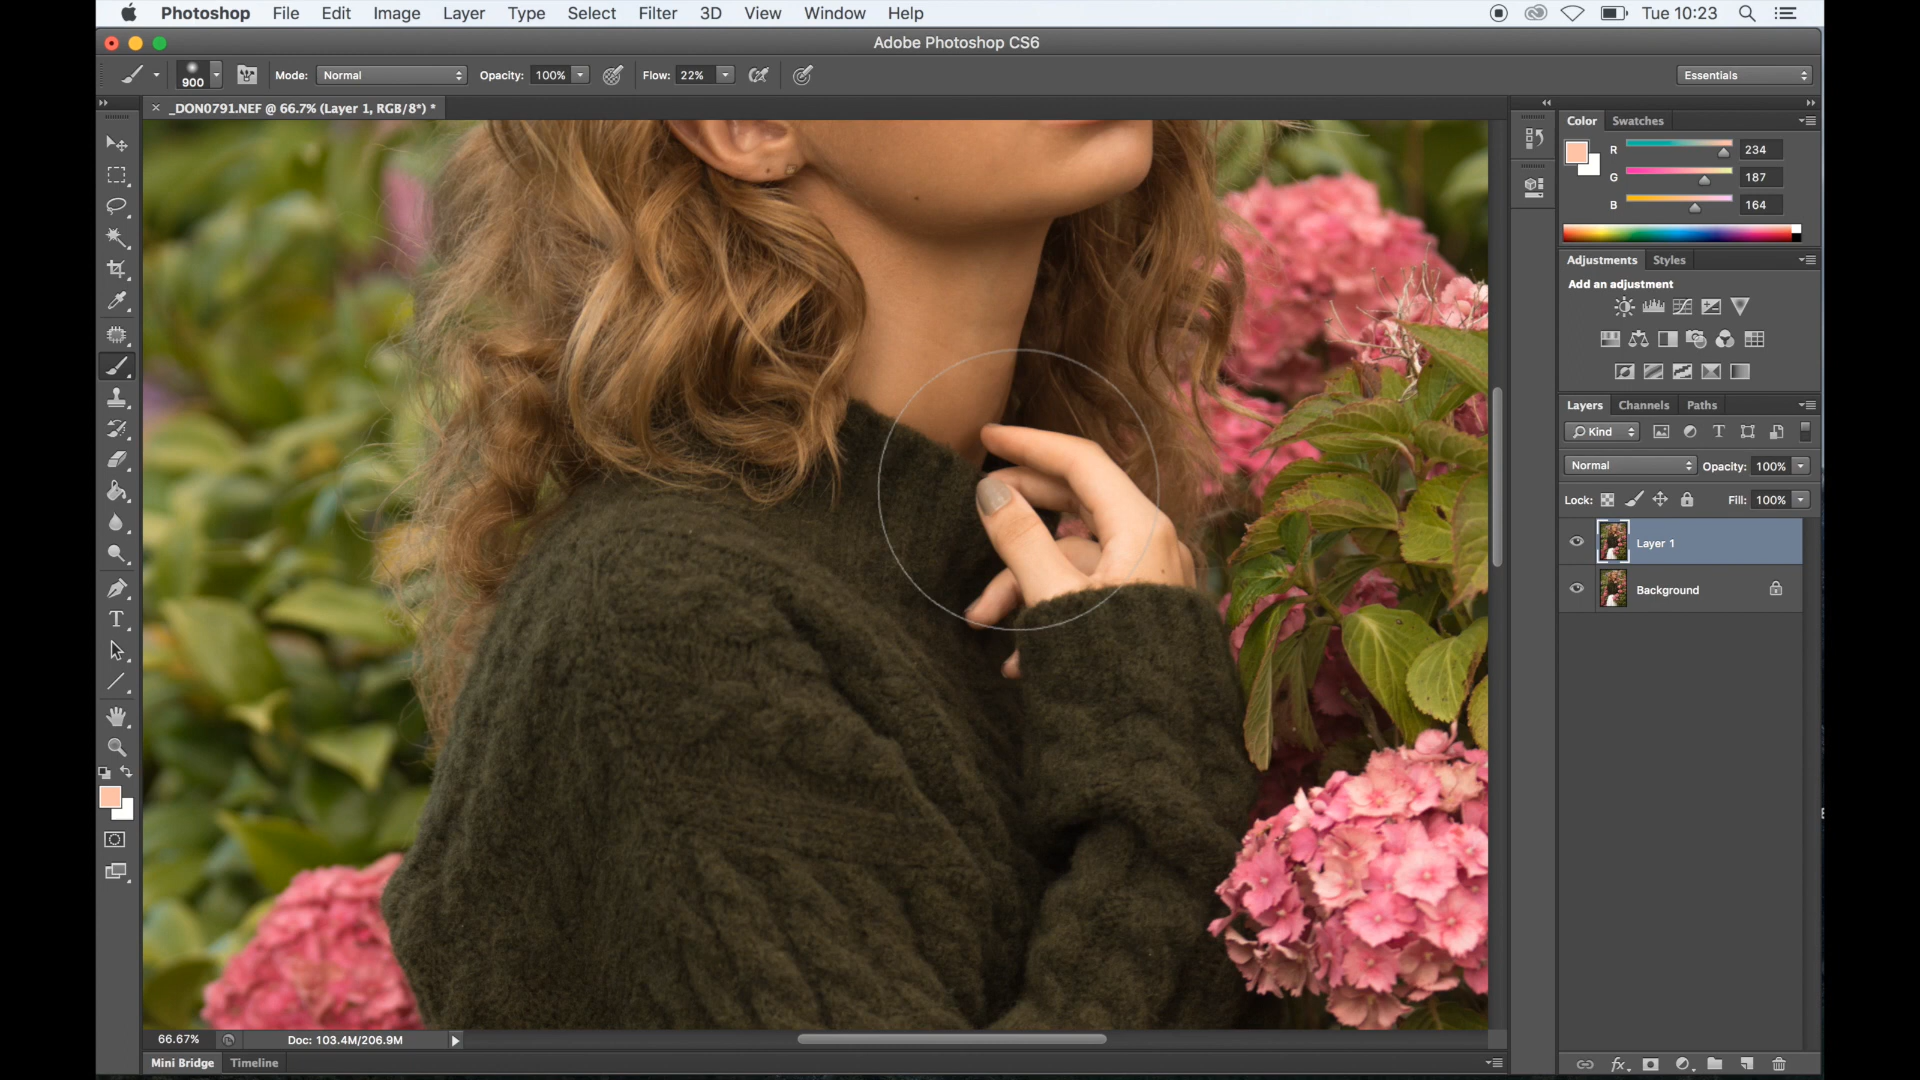 Photoshop File Edit Image Layer Type Select Filter 3D View Window Help Tue 10:23
Adobe Photoshop CS6
900 Mode: Normal Opacity: 100% Flow: 22% Essentials
_DON0791.NEF @ 66.7% (Layer 1, RGB/8*) *
Color Swatches
R 234
G 187
B 164
Adjustments Styles
Add an adjustment
Layers Channels Paths
Kind
Normal Opacity: 100%
Lock: Fill: 100%
Layer 1
Background
66.67% Doc: 103.4M/206.9M
Mini Bridge Timeline